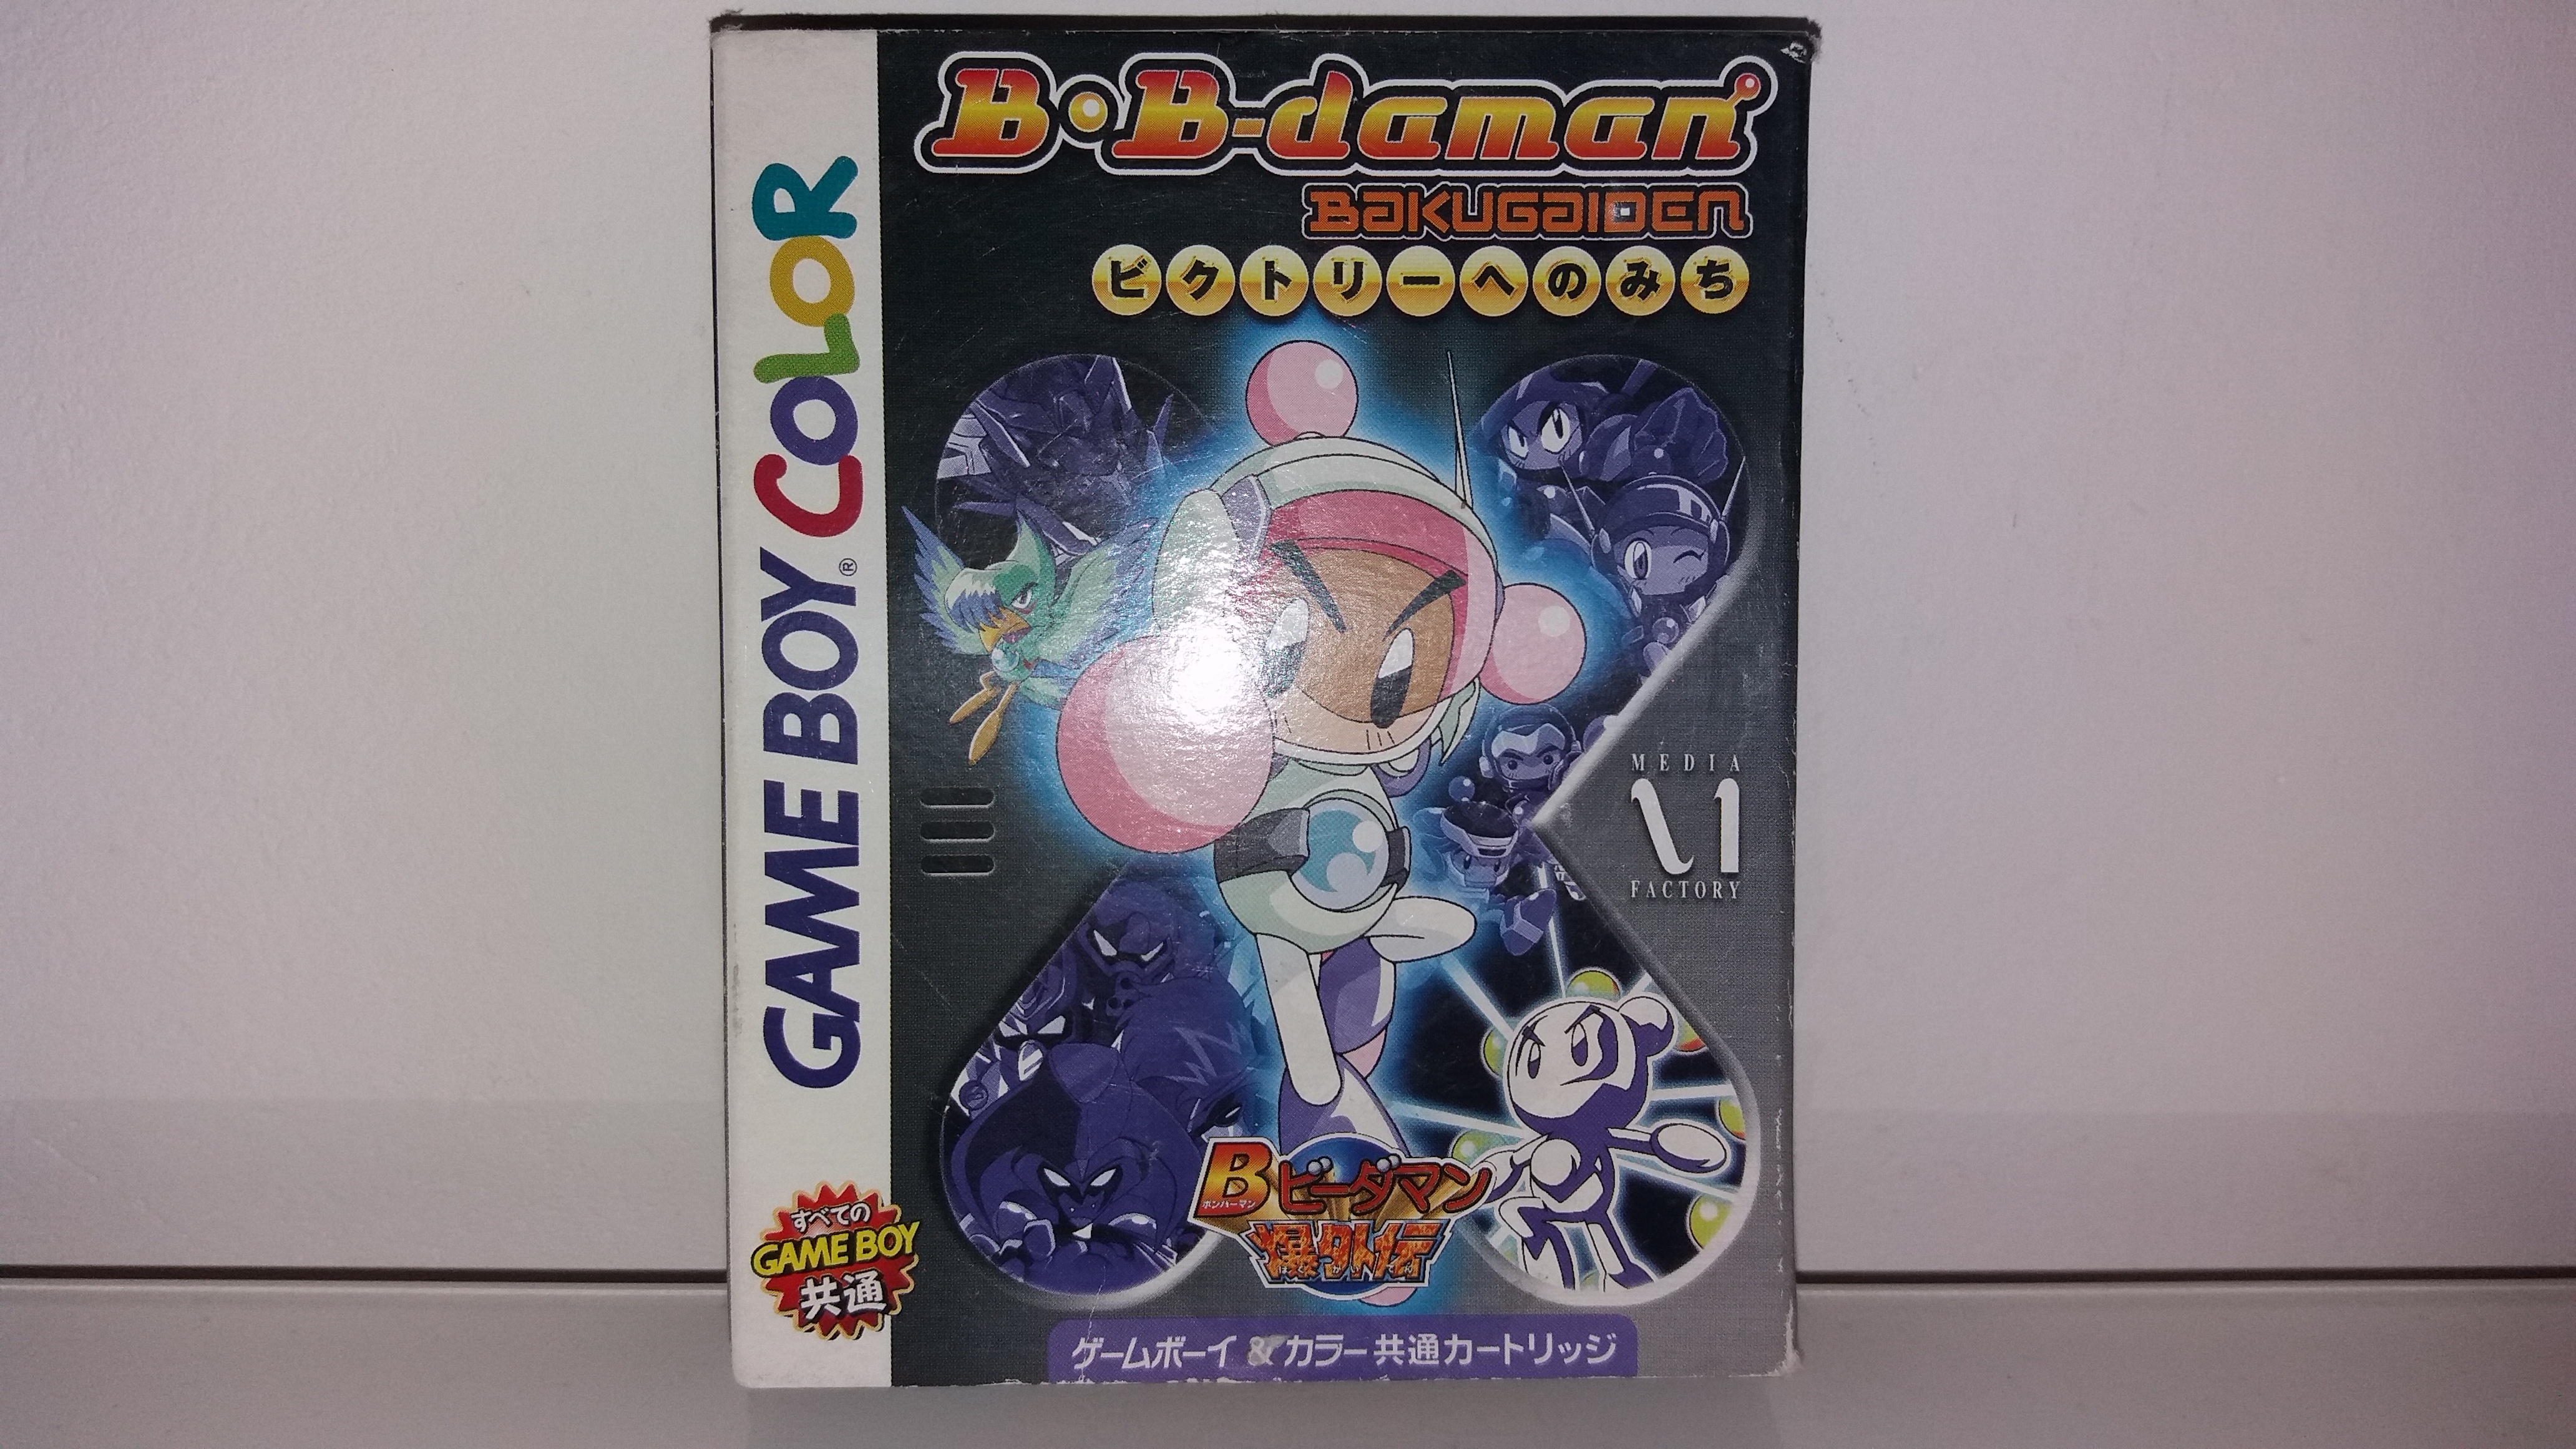 B・B-daman
BAKUGAIDEN
ビクトリーへのみち
GAME BOY® COLOR
MEDIA
FACTORY
B ビーダマン
ボンバーマン
爆外伝
すべての
GAME BOY
共通
ゲームボーイ & カラー共通カートリッジ